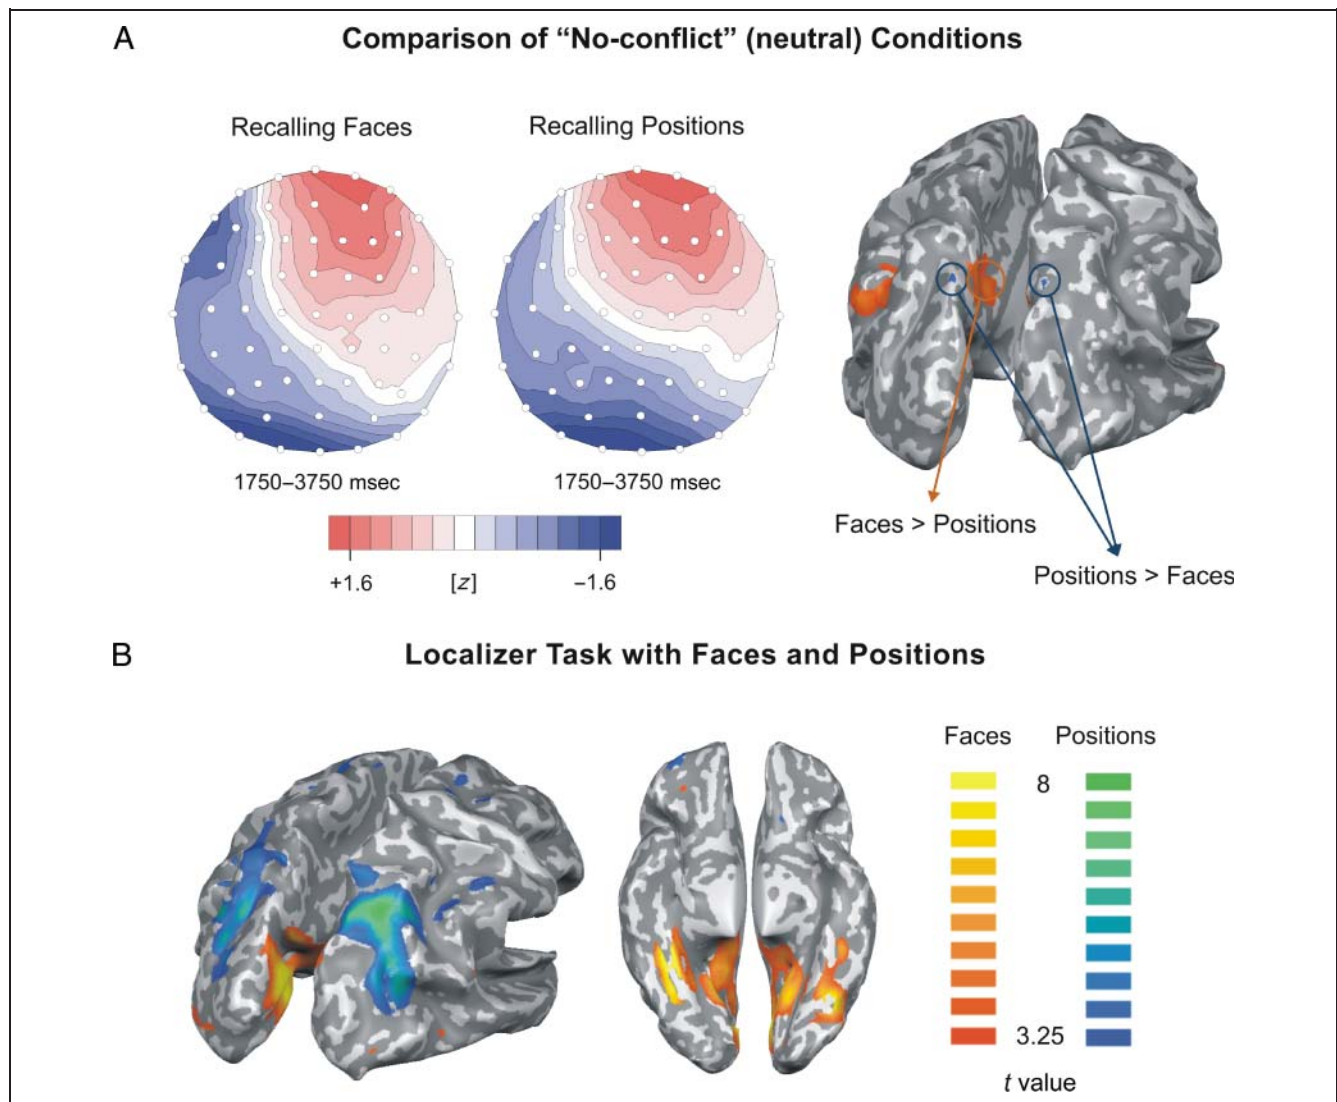 A
Comparison of “No-conflict” (neutral) Conditions
Recalling Faces
Recalling Positions
1750–3750 msec
1750–3750 msec
+1.6
[z]
−1.6
Faces > Positions
Positions > Faces
B
Localizer Task with Faces and Positions
Faces
Positions
8
3.25
t value